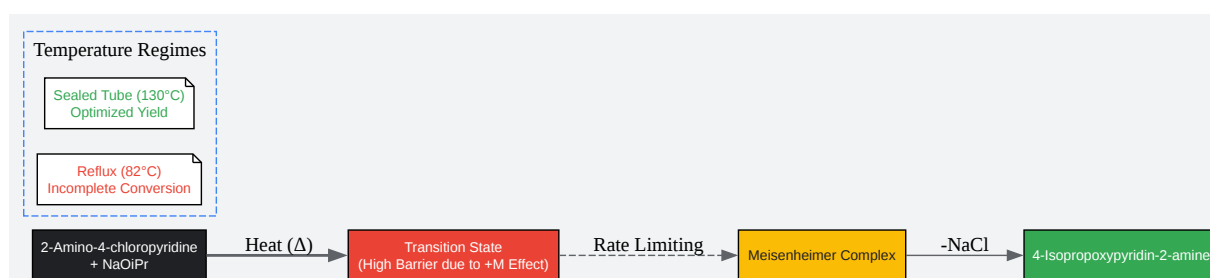 Temperature Regimes
Sealed Tube (130°C)
Optimized Yield
Reflux (82°C)
Incomplete Conversion
2-Amino-4-chloropyridine
+ NaOiPr
Heat (Δ)
Transition State
(High Barrier due to +M Effect)
Rate Limiting
Meisenheimer Complex
-NaCl
4-Isopropoxypyridin-2-amine